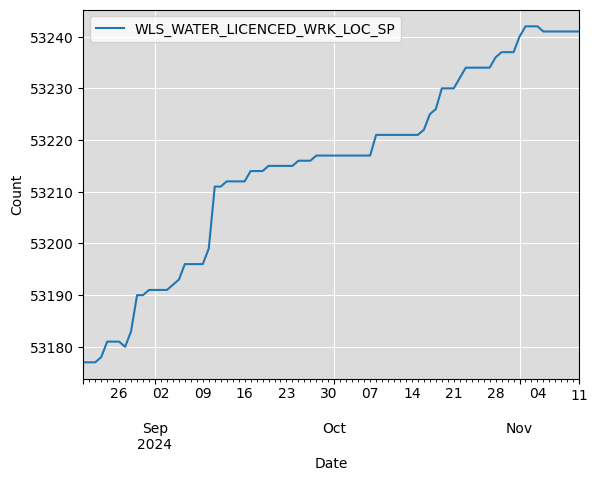 WLS_WATER_LICENCED_WRK_LOC_SP
53240
53230
53220
53210
53200
53190
53180
Count
26 02 09 16 23 30 07 14 21 28 04 11
Sep Oct Nov
2024
Date